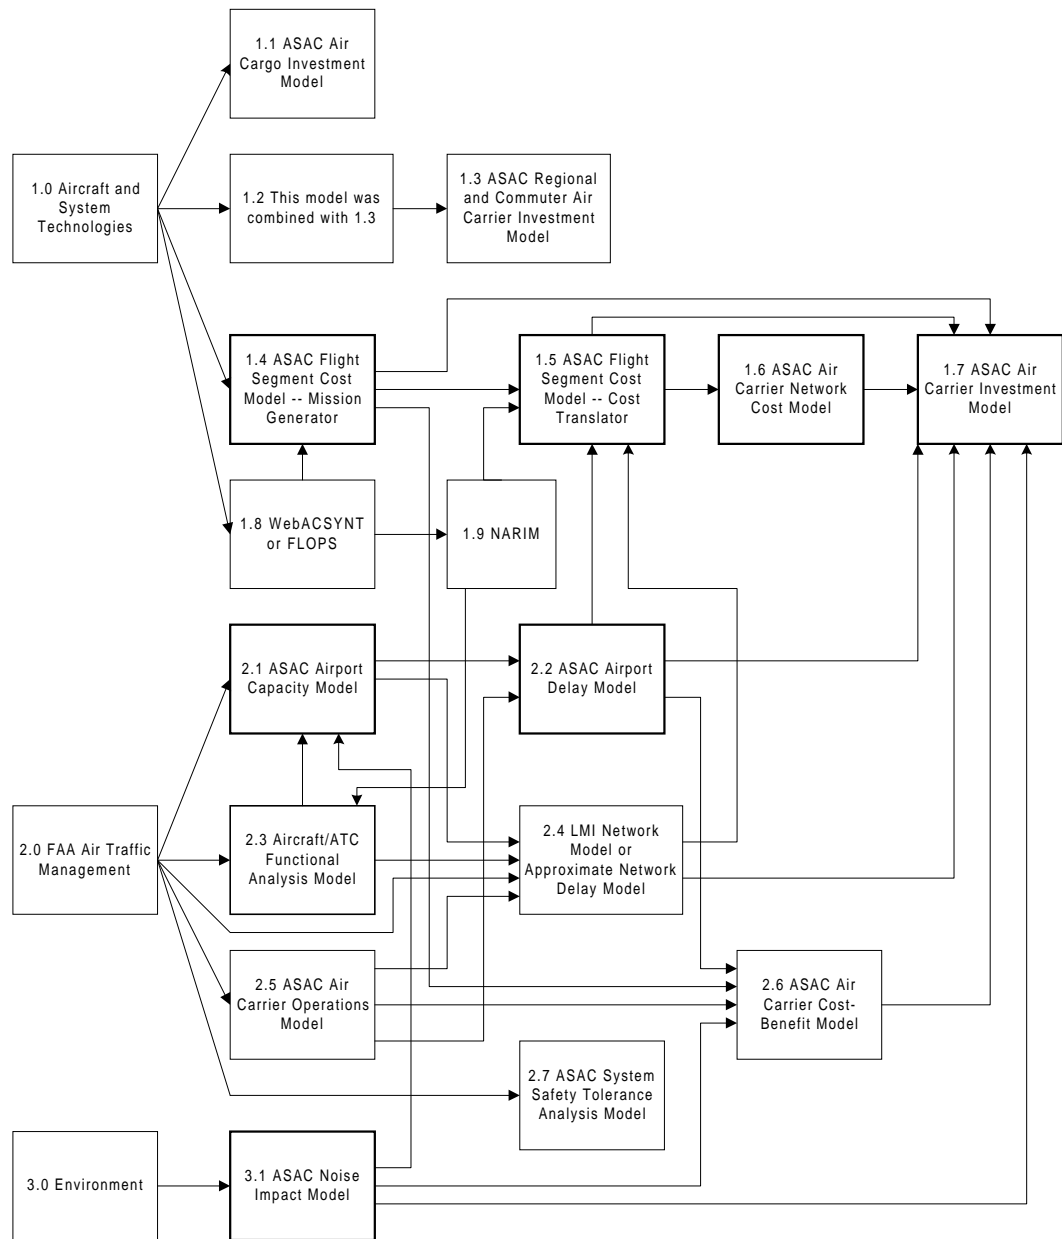 1.1 ASAC Air
Cargo Investment
Model
1.0 Aircraft and
System
Technologies
1.2 This model was
combined with 1.3
1.3 ASAC Regional
and Commuter Air
Carrier Investment
Model
1.4 ASAC Flight
Segment Cost
Model -- Mission
Generator
1.5 ASAC Flight
Segment Cost
Model -- Cost
Translator
1.6 ASAC Air
Carrier Network
Cost Model
1.7 ASAC Air
Carrier Investment
Model
1.8 WebACSYNT
or FLOPS
1.9 NARIM
2.1 ASAC Airport
Capacity Model
2.2 ASAC Airport
Delay Model
2.0 FAA Air Traffic
Management
2.3 Aircraft/ATC
Functional
Analysis Model
2.4 LMI Network
Model or
Approximate Network
Delay Model
2.5 ASAC Air
Carrier Operations
Model
2.6 ASAC Air
Carrier Cost-
Benefit Model
2.7 ASAC System
Safety Tolerance
Analysis Model
3.0 Environment
3.1 ASAC Noise
Impact Model